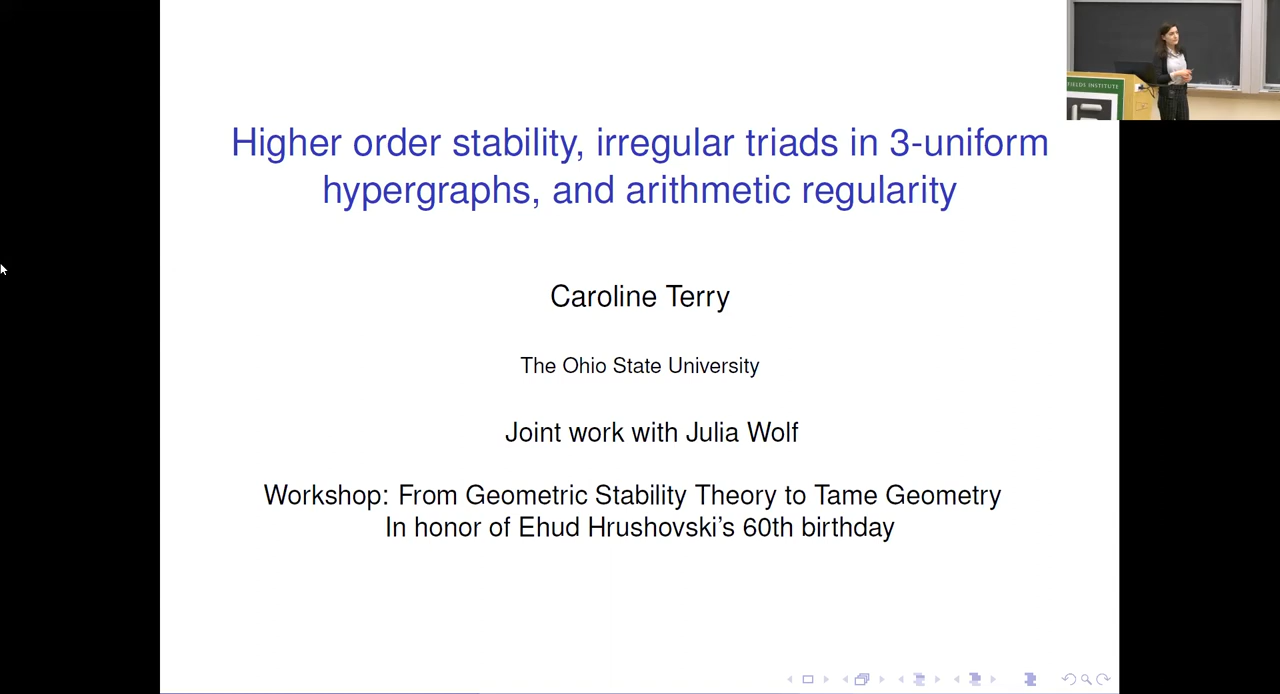 Higher order stability, irregular triads in 3-uniform
hypergraphs, and arithmetic regularity
Caroline Terry
The Ohio State University
Joint work with Julia Wolf
Workshop: From Geometric Stability Theory to Tame Geometry
In honor of Ehud Hrushovski's 60th birthday
FIELDS INSTITUTE